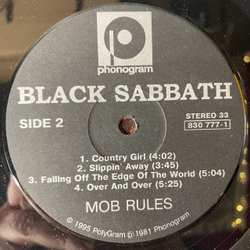 phonogram
BLACK SABBATH
SIDE 2
STEREO 33
830 777-1
1. Country Girl (4:02)
2. Slippin´ Away (3:45)
3. Falling Off The Edge Of The World (5:04)
4. Over And Over (5:25)
MOB RULES
© 1995 PolyGram ℗ 1981 Phonogram